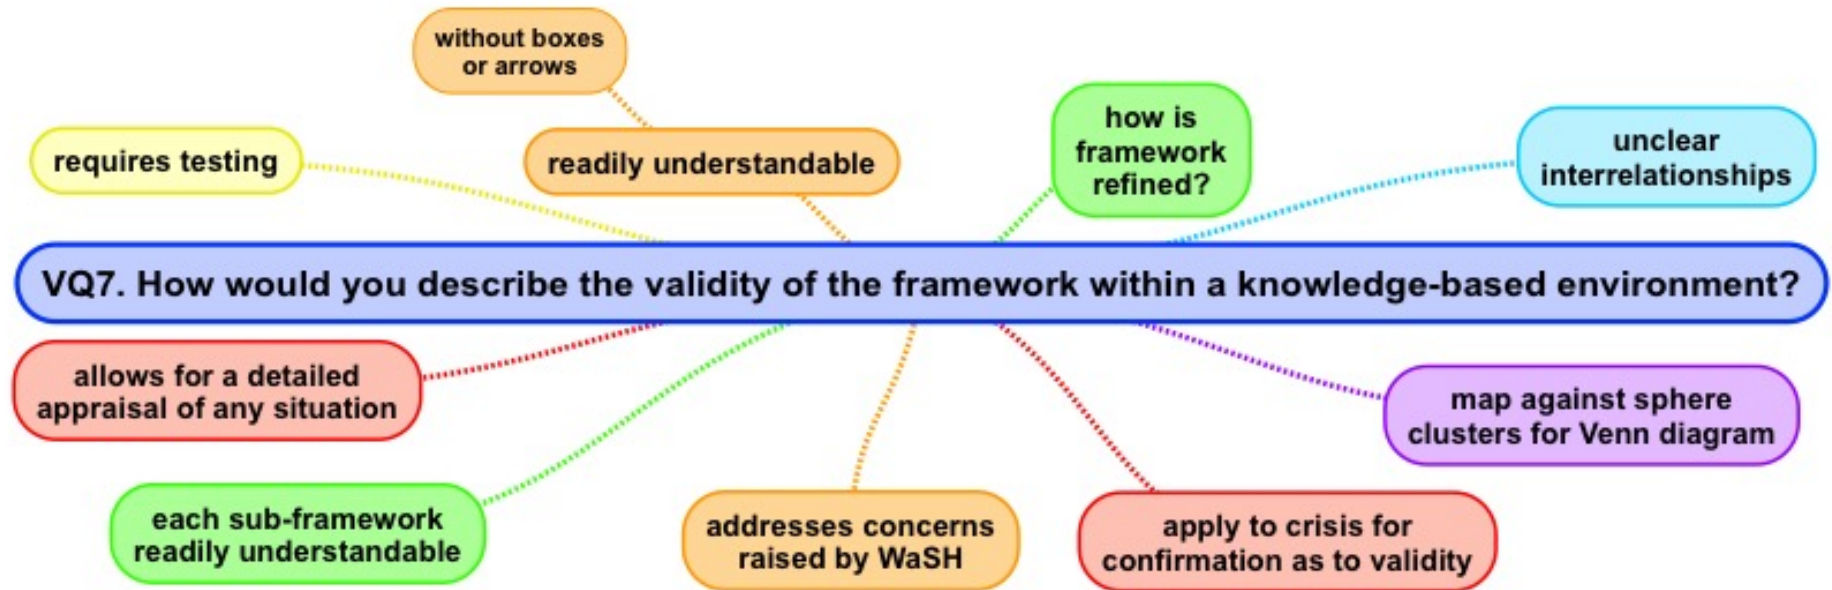 without boxes
or arrows
requires testing
readily understandable
how is
framework
refined?
unclear
interrelationships
VQ7. How would you describe the validity of the framework within a knowledge-based environment?
allows for a detailed
appraisal of any situation
map against sphere
clusters for Venn diagram
each sub-framework
readily understandable
addresses concerns
raised by WaSH
apply to crisis for
confirmation as to validity